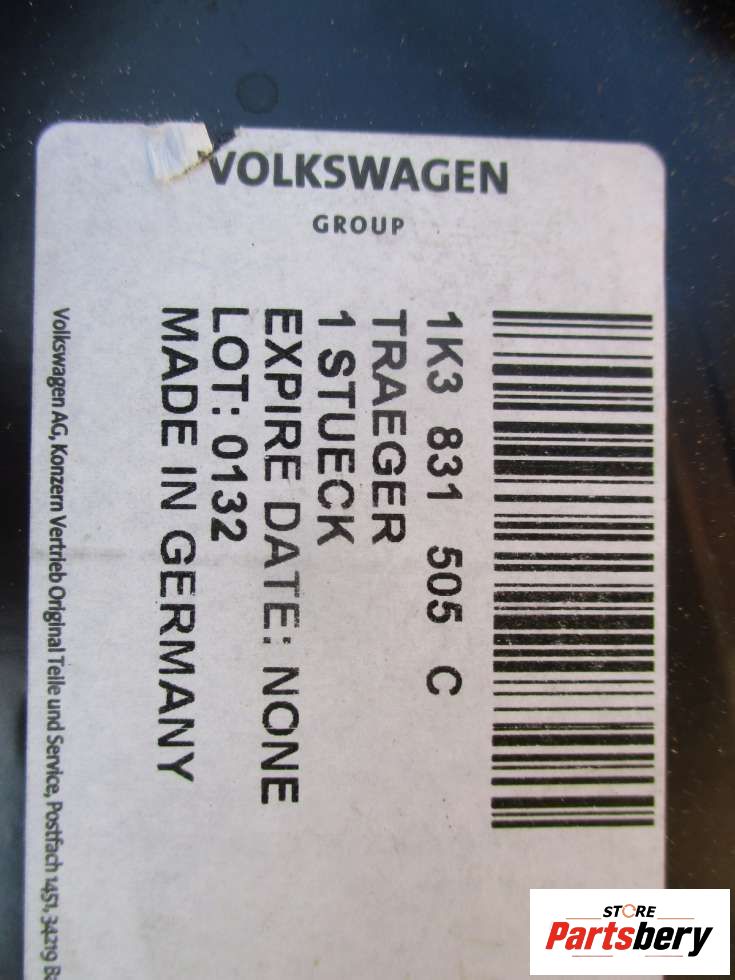 VOLKSWAGEN
GROUP
1K3 831 505 C
TRAEGER
1 STUECK
EXPIRE DATE: NONE
LOT: 0132
MADE IN GERMANY
Volkswagen AG, Konzern Vertrieb Original Teile und Service, Postfach 1451, 34219
STORE
Partsbery